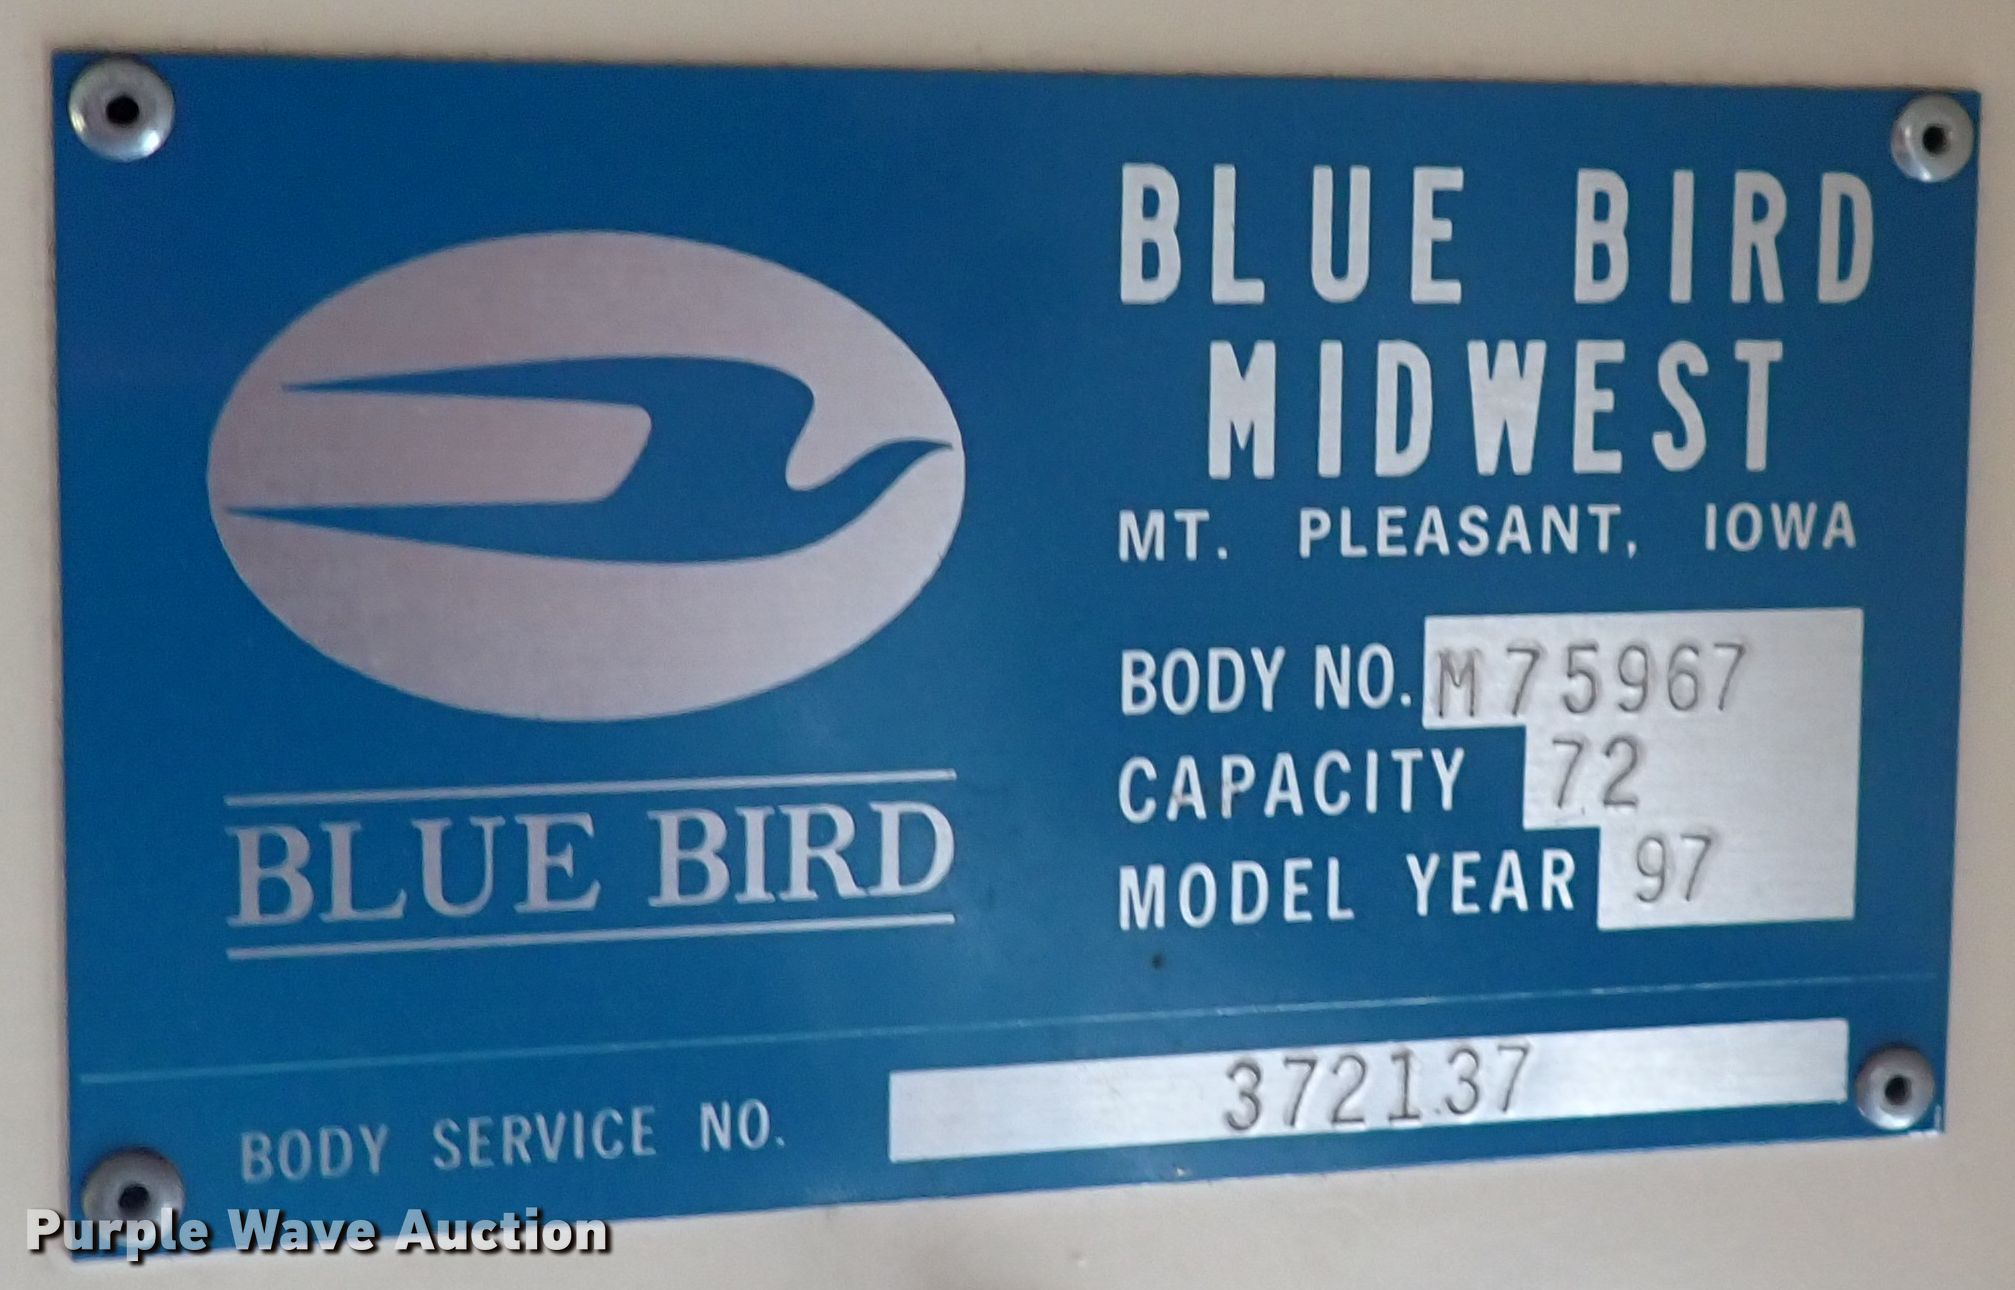 BLUE BIRD
MIDWEST
MT. PLEASANT, IOWA
BODY NO. M75967
CAPACITY 72
MODEL YEAR 97
BLUE BIRD
BODY SERVICE NO. 372137
Purple Wave Auction